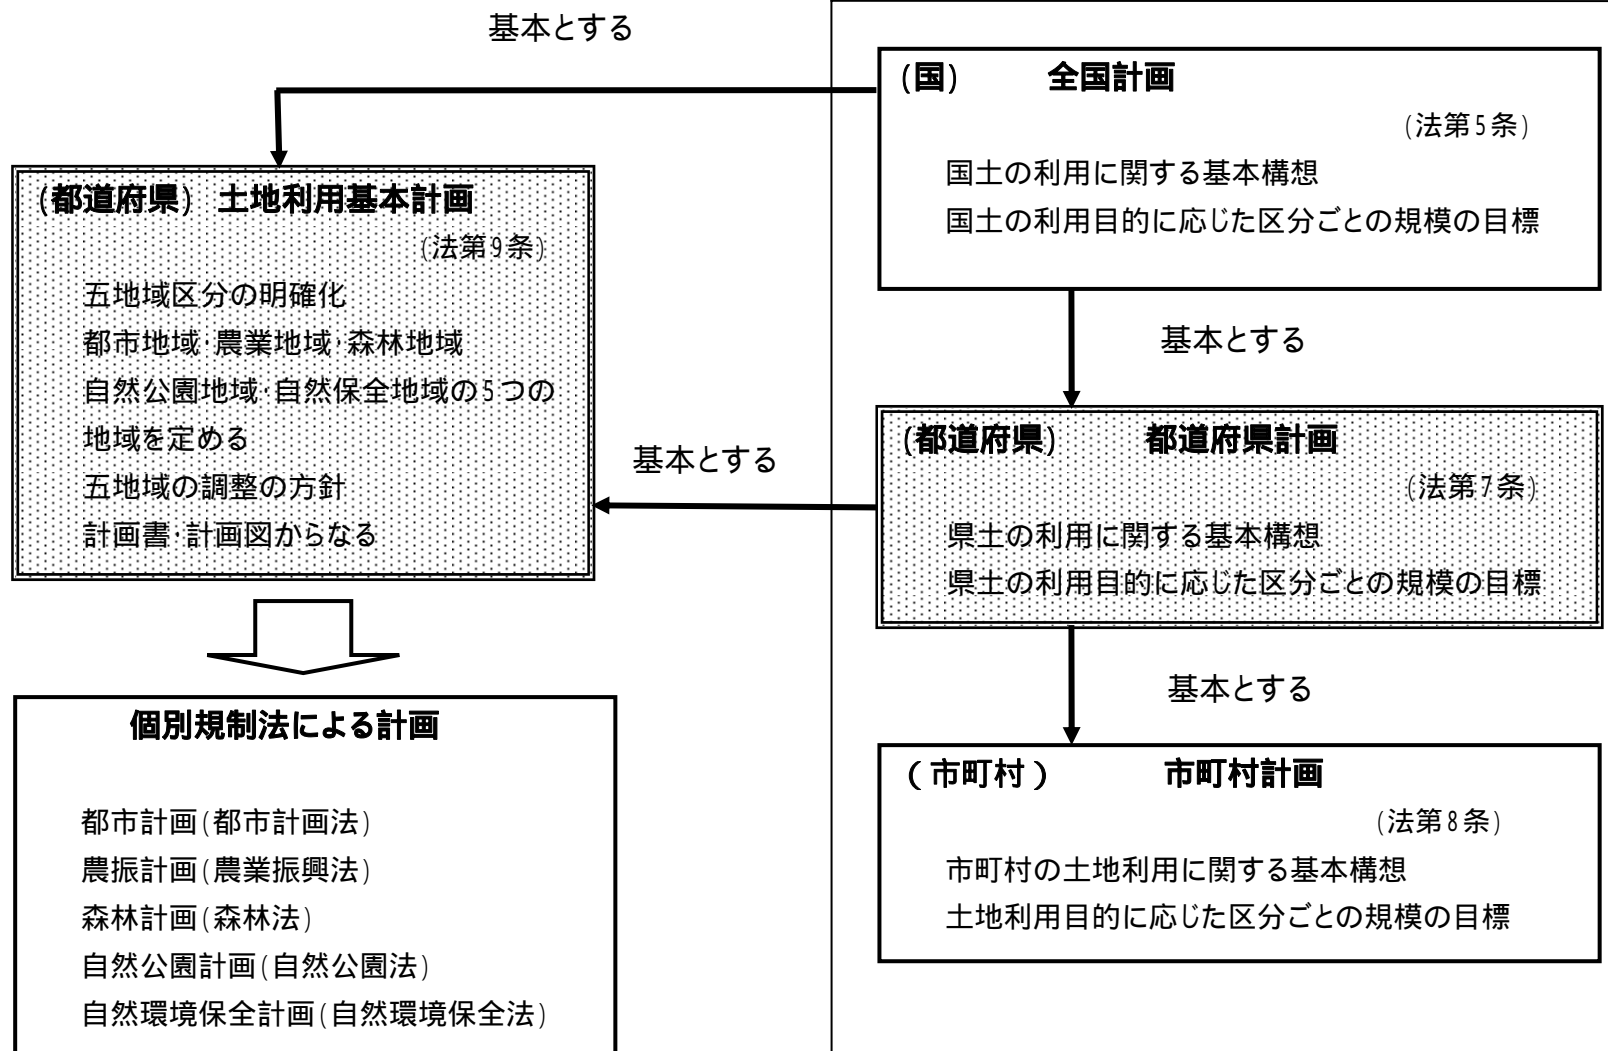 基本とする
(国) 全国計画
(法第5条)
国土の利用に関する基本構想
国土の利用目的に応じた区分ごとの規模の目標
(都道府県) 土地利用基本計画
(法第9条)
五地域区分の明確化
都市地域・農業地域・森林地域
自然公園地域・自然保全地域の5つの
地域を定める
五地域の調整の方針
計画書・計画図からなる
基本とする
基本とする
(都道府県) 都道府県計画
(法第7条)
県土の利用に関する基本構想
県土の利用目的に応じた区分ごとの規模の目標
基本とする
個別規制法による計画
都市計画(都市計画法)
農振計画(農業振興法)
森林計画(森林法)
自然公園計画(自然公園法)
自然環境保全計画(自然環境保全法)
(市町村) 市町村計画
(法第8条)
市町村の土地利用に関する基本構想
土地利用目的に応じた区分ごとの規模の目標